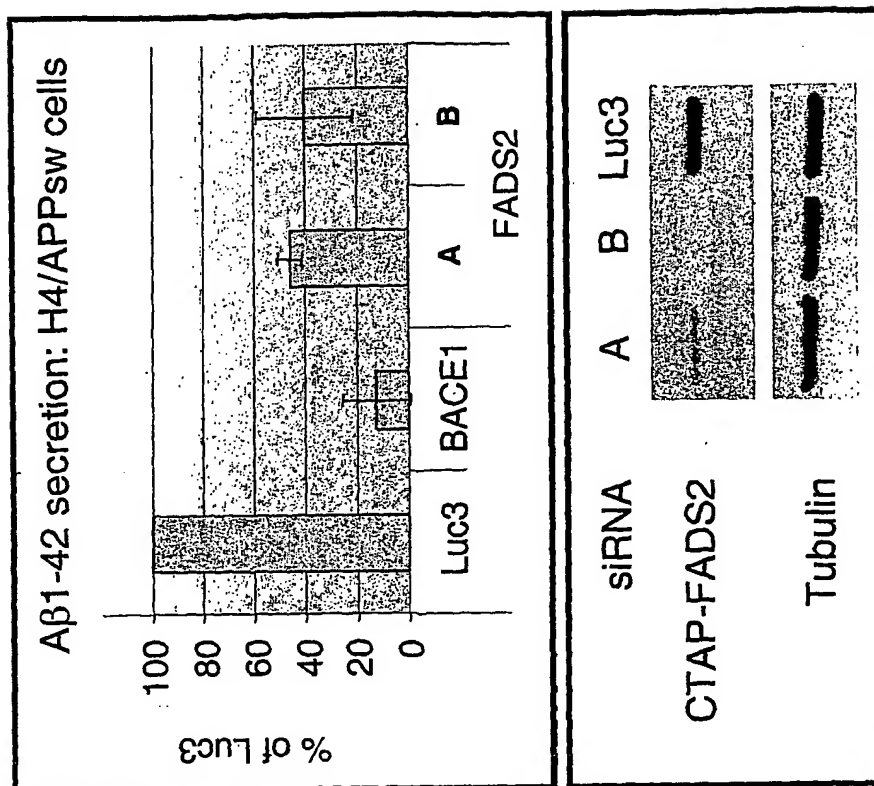 Aβ1-42 secretion: H4/APPsw cells
% of Luc3
100
80
60
40
20
0
Luc3
BACE1
A
B
FADS2
siRNA
A
B
Luc3
CTAP-FADS2
Tubulin